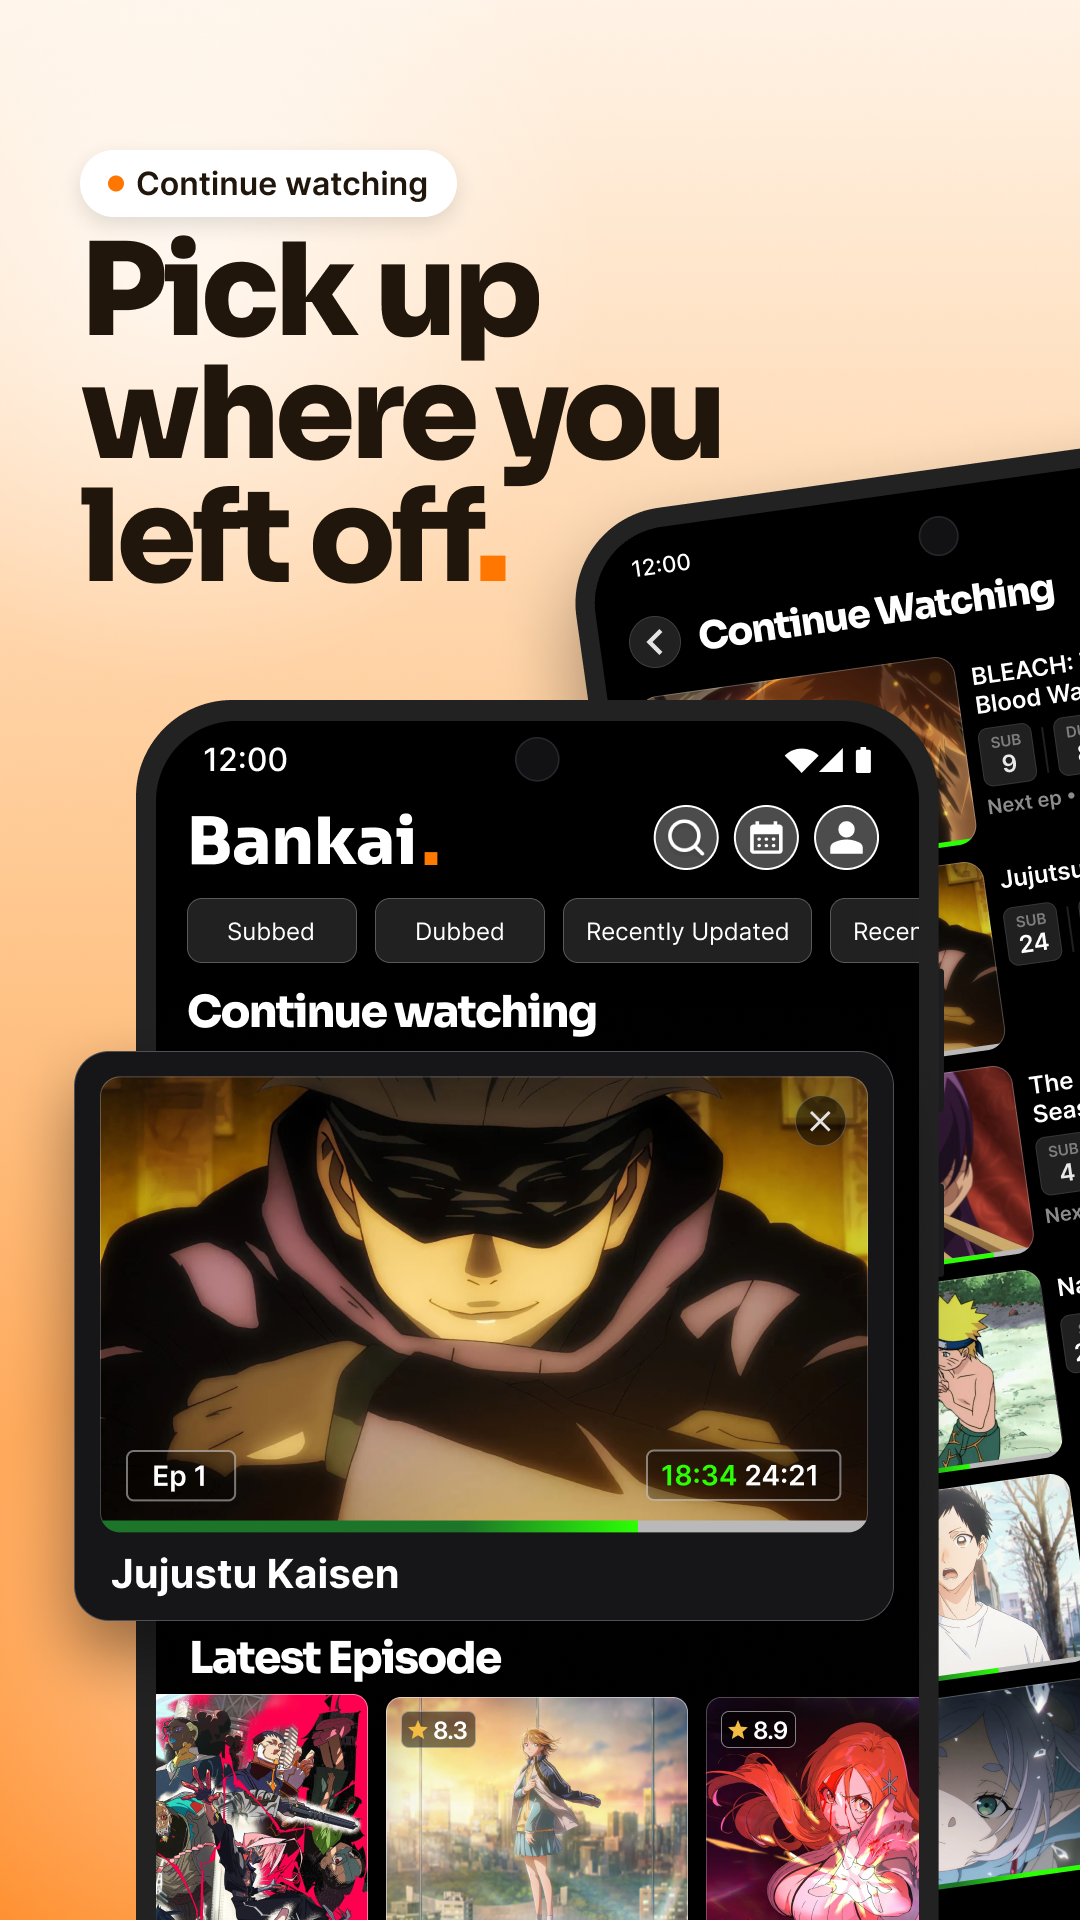 Continue watching
Pick up
where you
left off.
12:00
Continue Watching
BLEACH:
Blood Wa
SUB
9
Next ep •
Jujutsu
SUB
24
The
Seas
SUB
4
Nex
Na
12:00
Bankai.
Subbed
Dubbed
Recently Updated
Recen
Continue watching
Ep 1
18:34 24:21
Jujustu Kaisen
Latest Episode
8.3
8.9